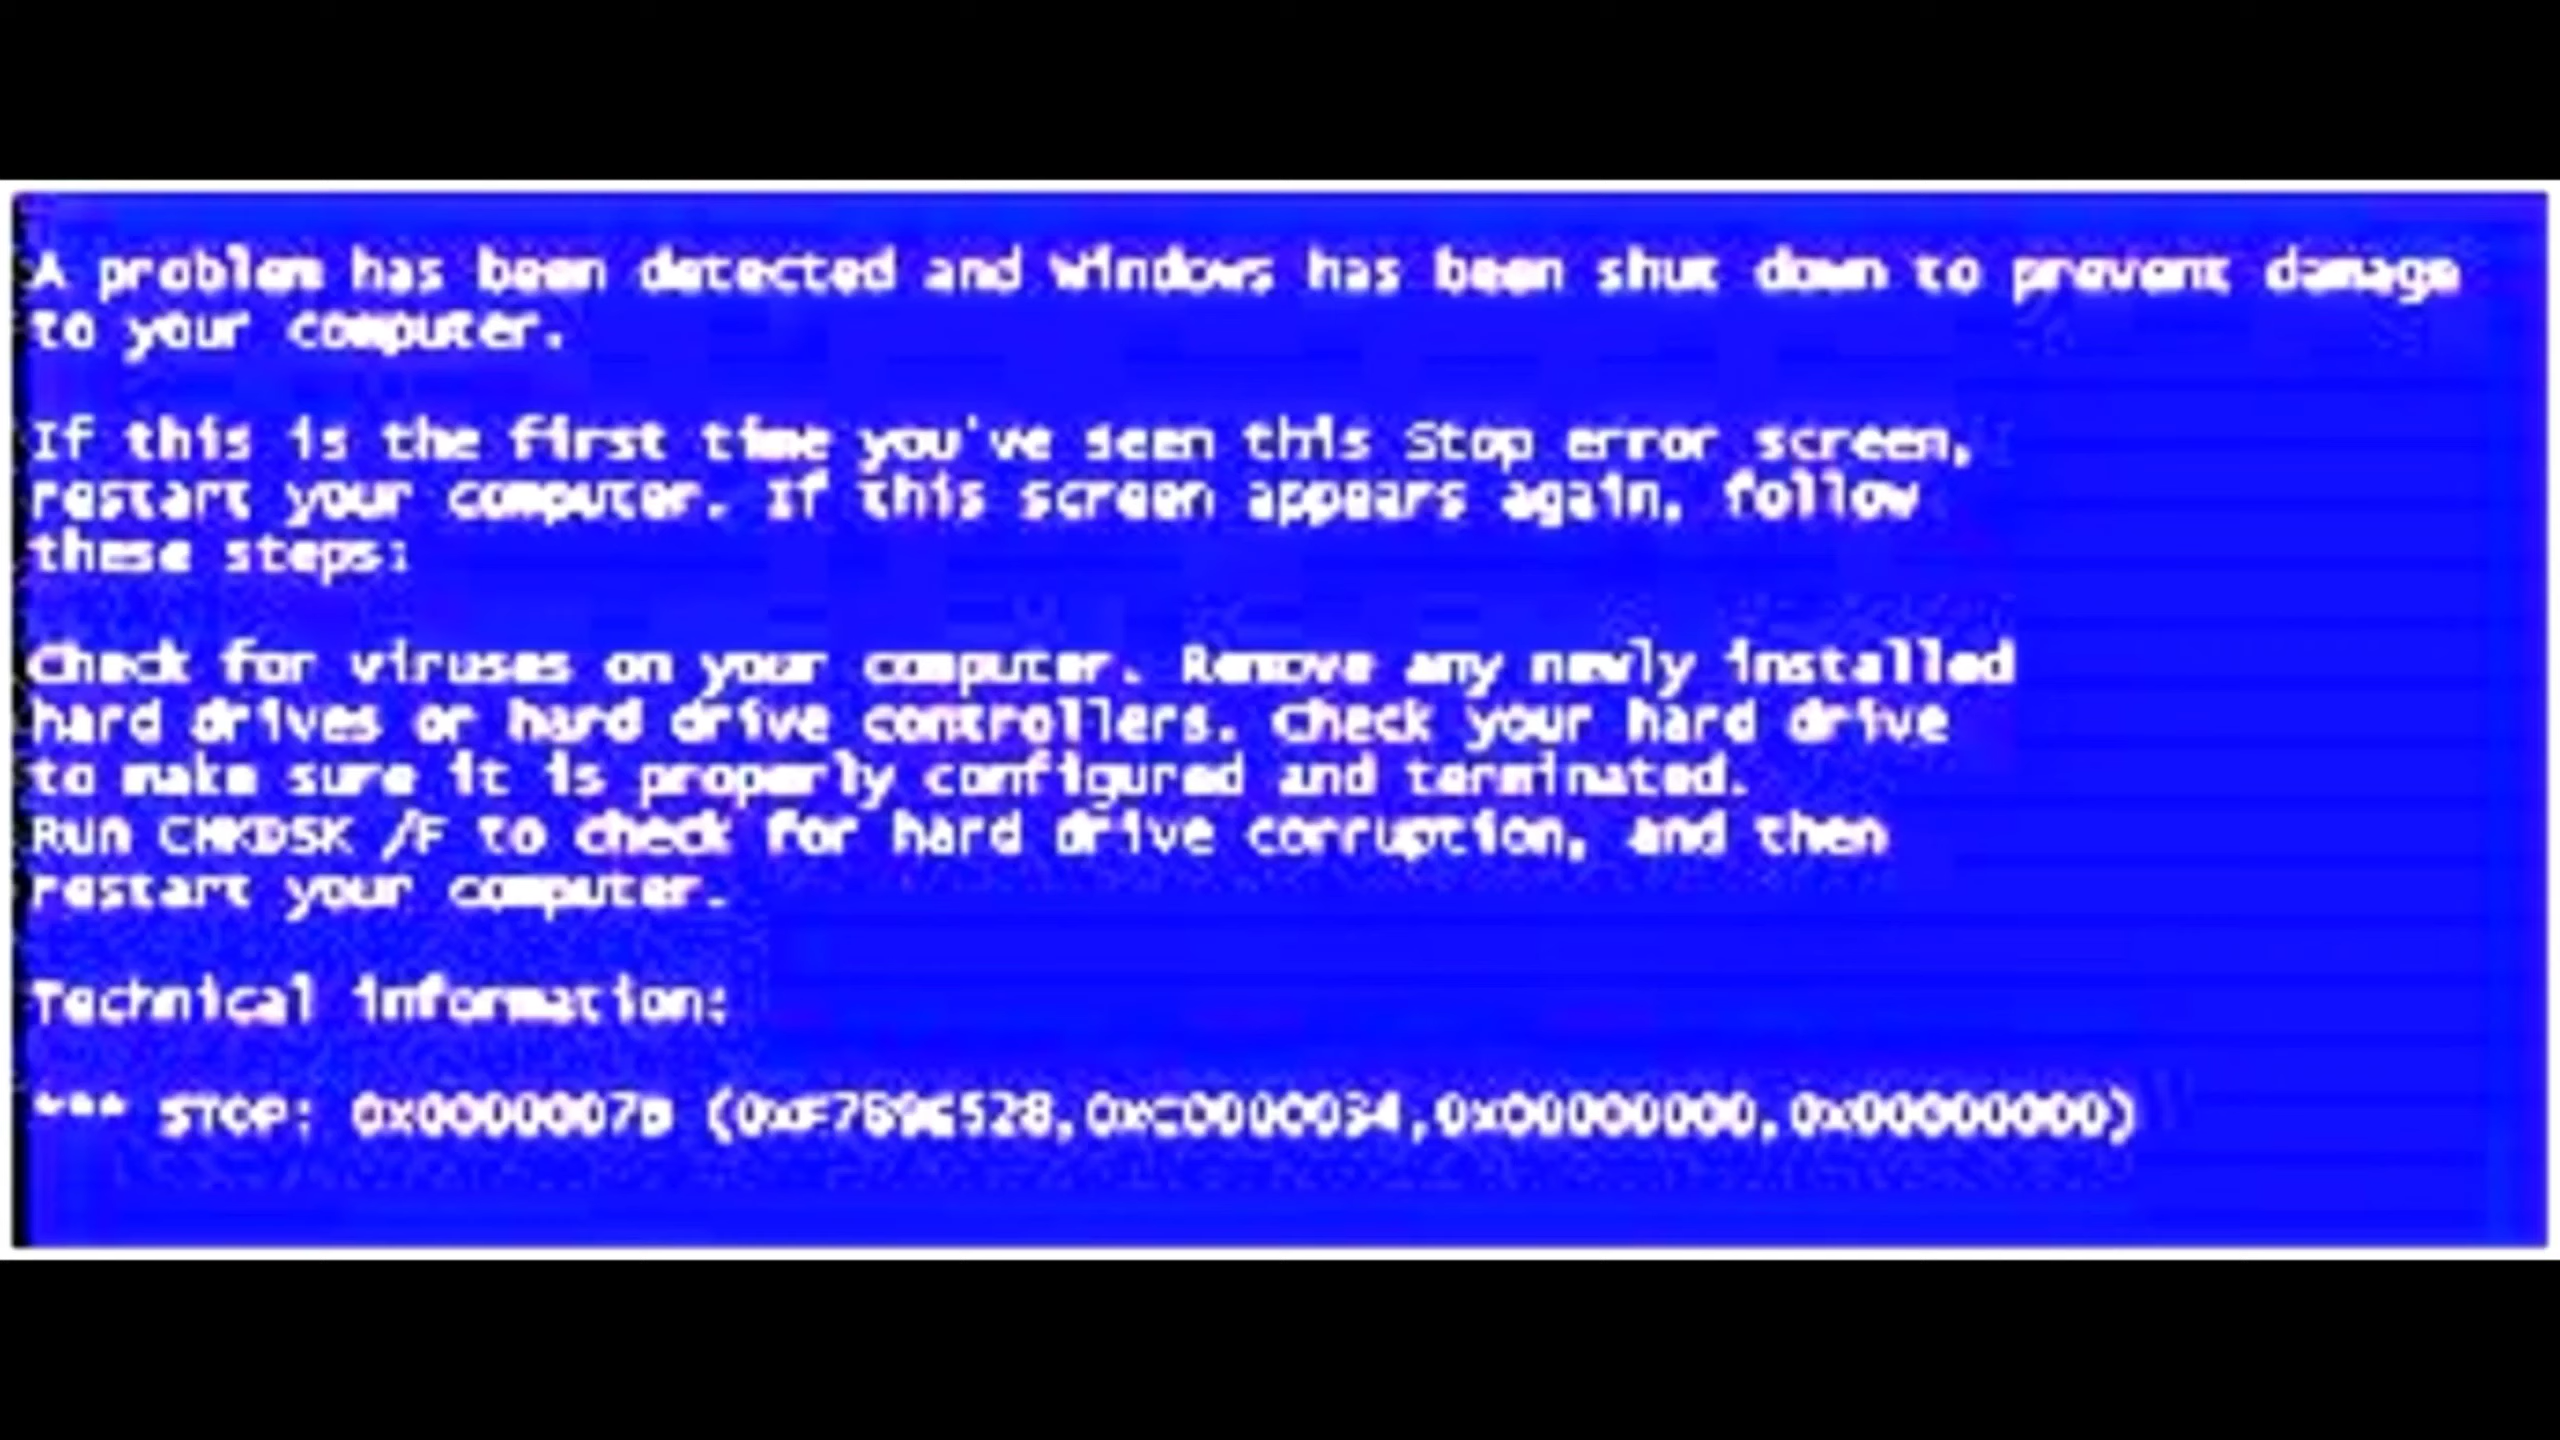 A problem has been detected and Windows has been shut down to prevent damage
to your computer.
If this is the first time you've seen this Stop error screen,
restart your computer. If this screen appears again, follow
these steps:
Check for viruses on your computer. Remove any newly installed
hard drives or hard drive controllers. Check your hard drive
to make sure it is properly configured and terminated.
Run CHKDSK /F to check for hard drive corruption, and then
restart your computer.
Technical information:
*** STOP: 0x0000007B (0xC0000034,0x00000000,0x00000000)